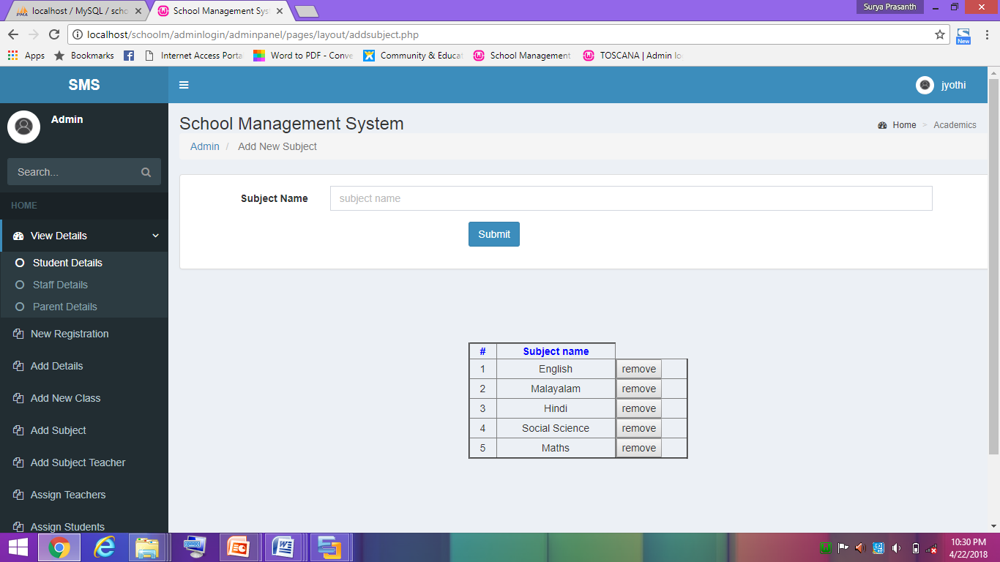 localhost / MySQL / scho
School Management Sys
Surya Prasanth
localhost/schoolm/adminlogin/adminpanel/pages/layout/addsubject.php
New
Apps
Bookmarks
Internet Access Porta
Word to PDF - Conve
Community & Educat
School Management
TOSCANA | Admin lo
SMS
jyothi
Admin
School Management System
Home > Academics
Admin / Add New Subject
Search...
HOME
Subject Name
subject name
Submit
View Details
Student Details
Staff Details
Parent Details
New Registration
Add Details
Add New Class
Add Subject
Add Subject Teacher
Assign Teachers
Assign Students
# Subject name
1 English remove
2 Malayalam remove
3 Hindi remove
4 Social Science remove
5 Maths remove
10:30 PM
4/22/2018